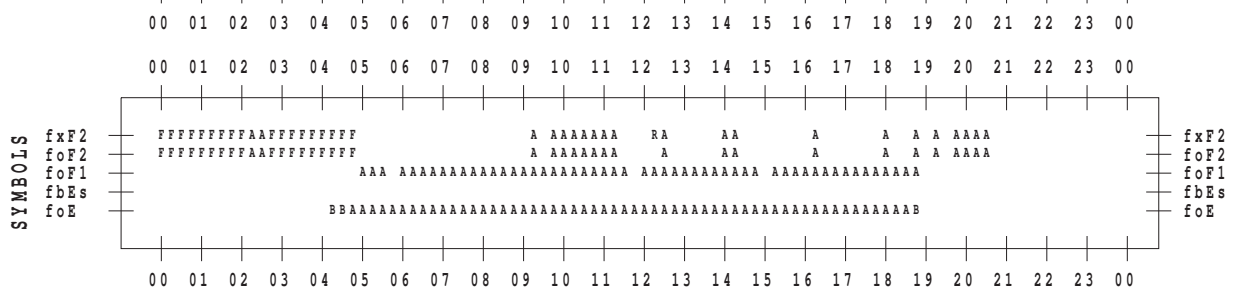 00 01 02 03 04 05 06 07 08 09 10 11 12 13 14 15 16 17 18 19 20 21 22 23 00
00 01 02 03 04 05 06 07 08 09 10 11 12 13 14 15 16 17 18 19 20 21 22 23 00
SYMBOLS
fxF2 FFFFFFFFFAAFFFFFFFFF A AAAAAAA RA AA A A A A AAAA fxF2
foF2 FFFFFFFFFAAFFFFFFFFF A AAAAAAA A AA A A A A AAAA foF2
foF1 AAA AAAAAAAAAAAAAAAAAAAAAAA AAAAAAAAAAAA AAAAAAAAAAAAAAA foF1
fbEs fbEs
foE BBAAAAAAAAAAAAAAAAAAAAAAAAAAAAAAAAAAAAAAAAAAAAAAAAAAAAAAAAB foE
00 01 02 03 04 05 06 07 08 09 10 11 12 13 14 15 16 17 18 19 20 21 22 23 00